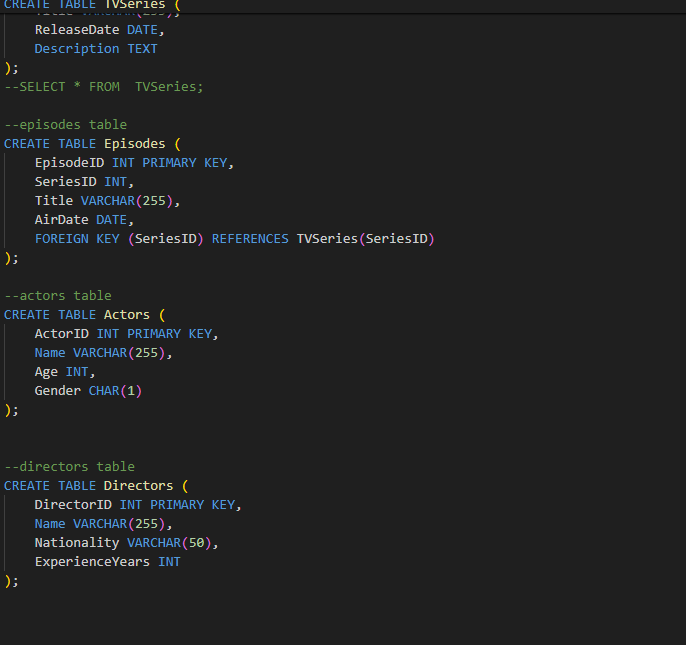 CREATE TABLE TVSeries (
Title VARCHAR(255),
ReleaseDate DATE,
Description TEXT
);
--SELECT * FROM  TVSeries;
--episodes table
CREATE TABLE Episodes (
EpisodeID INT PRIMARY KEY,
SeriesID INT,
Title VARCHAR(255),
AirDate DATE,
FOREIGN KEY (SeriesID) REFERENCES TVSeries(SeriesID)
);
--actors table
CREATE TABLE Actors (
ActorID INT PRIMARY KEY,
Name VARCHAR(255),
Age INT,
Gender CHAR(1)
);
--directors table
CREATE TABLE Directors (
DirectorID INT PRIMARY KEY,
Name VARCHAR(255),
Nationality VARCHAR(50),
ExperienceYears INT
);